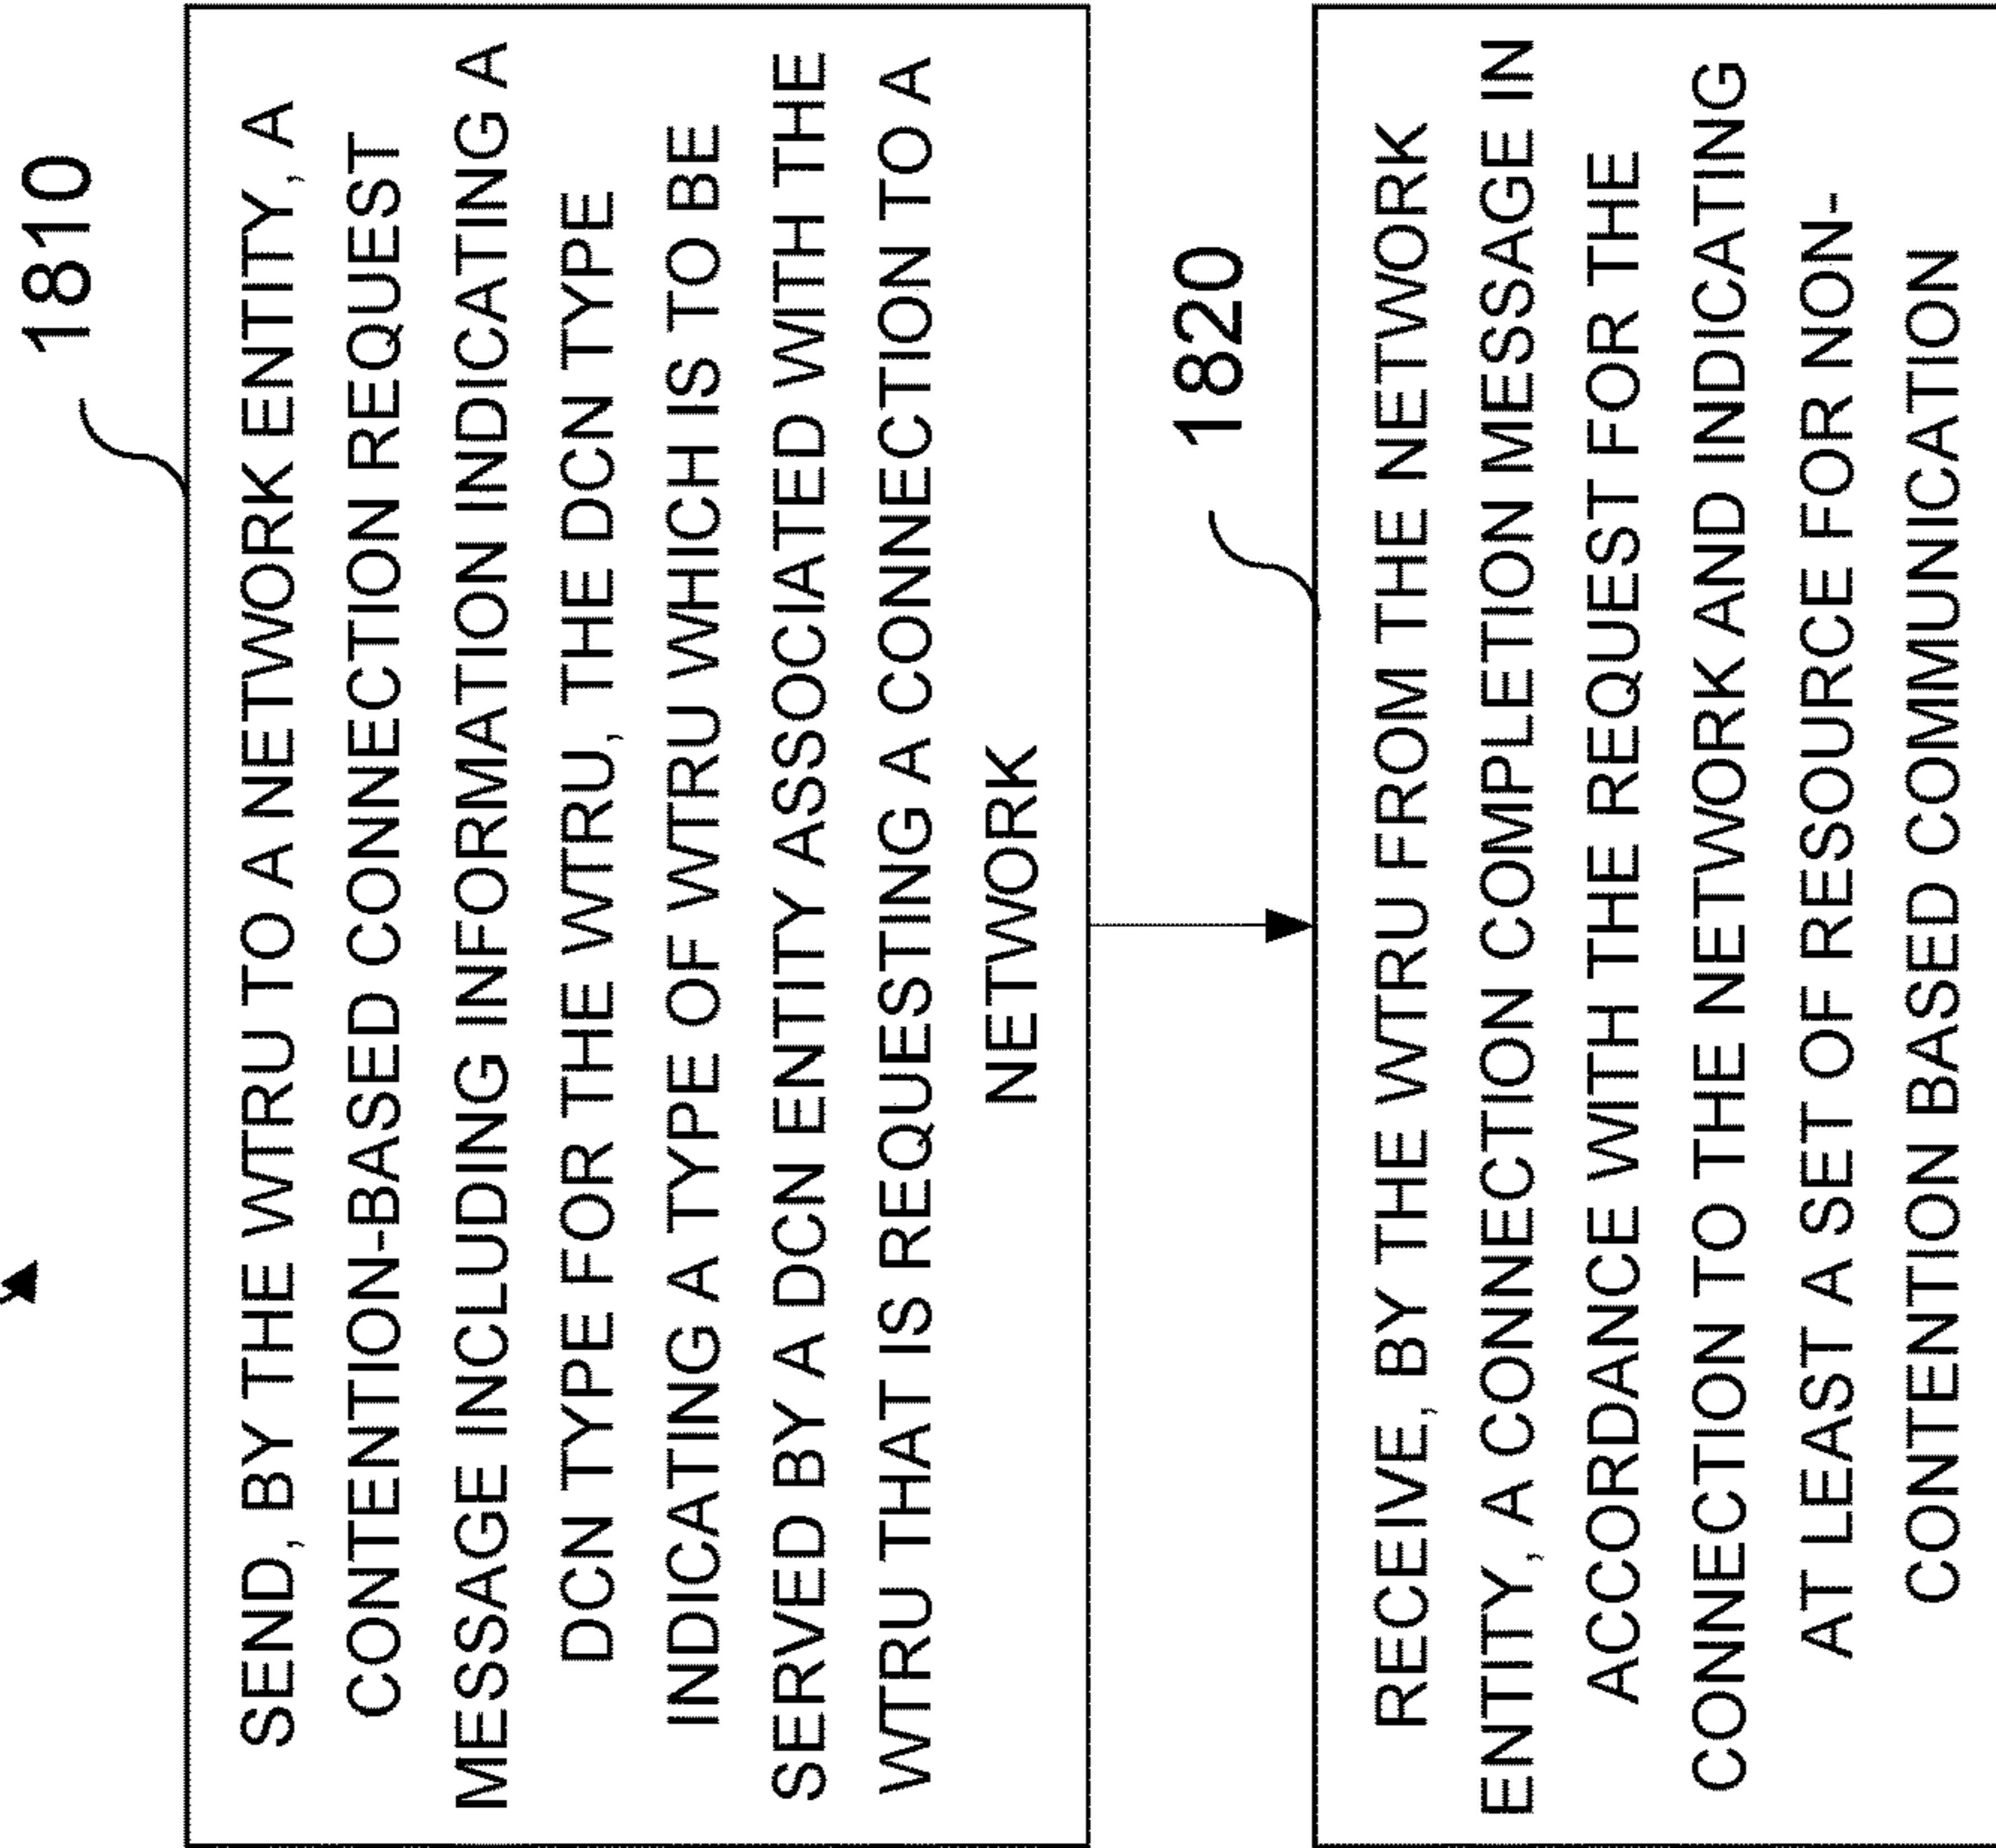 1810
SEND, BY THE WTRU TO A NETWORK ENTITY, A
CONTENTION-BASED CONNECTION REQUEST
MESSAGE INCLUDING INFORMATION INDICATING A
DCN TYPE FOR THE WTRU, THE DCN TYPE
INDICATING A TYPE OF WTRU WHICH IS TO BE
SERVED BY A DCN ENTITY ASSOCIATED WITH THE
WTRU THAT IS REQUESTING A CONNECTION TO A
NETWORK
1820
RECEIVE, BY THE WTRU FROM THE NETWORK
ENTITY, A CONNECTION COMPLETION MESSAGE IN
ACCORDANCE WITH THE REQUEST FOR THE
CONNECTION TO THE NETWORK AND INDICATING
AT LEAST A SET OF RESOURCE FOR NON-
CONTENTION BASED COMMUNICATION